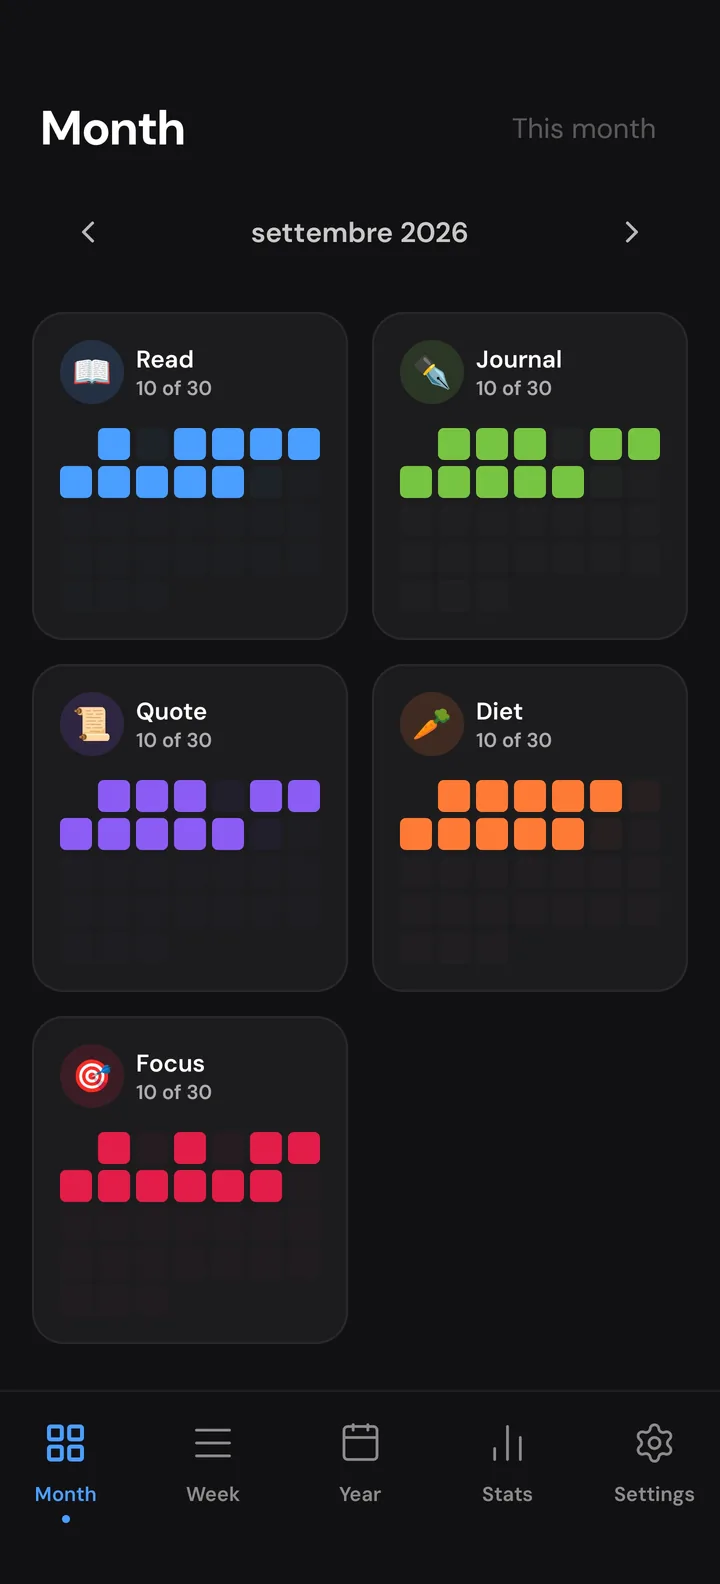 Month
This month
settembre 2026
Read
10 of 30
Journal
10 of 30
Quote
10 of 30
Diet
10 of 30
Focus
10 of 30
Month
Week
Year
Stats
Settings